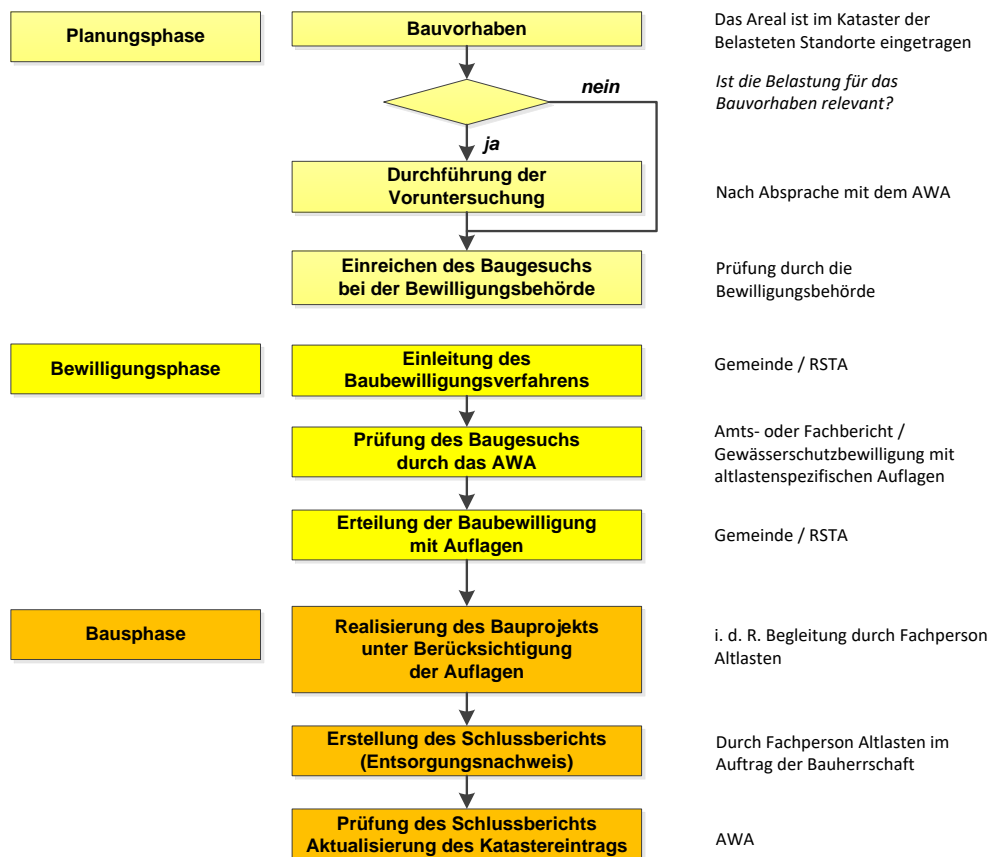 Planungsphase
Bauvorhaben
Das Areal ist im Kataster der
Belasteten Standorte eingetragen
nein
Ist die Belastung für das
Bauvorhaben relevant?
ja
Durchführung der
Voruntersuchung
Nach Absprache mit dem AWA
Einreichen des Baugesuchs
bei der Bewilligungsbehörde
Prüfung durch die
Bewilligungsbehörde
Bewilligungsphase
Einleitung des
Baubewilligungsverfahrens
Gemeinde / RSTA
Prüfung des Baugesuchs
durch das AWA
Amts- oder Fachbericht /
Gewässerschutzbewilligung mit
altlastenspezifischen Auflagen
Erteilung der Baubewilligung
mit Auflagen
Gemeinde / RSTA
Bausphase
Realisierung des Bauprojekts
unter Berücksichtigung
der Auflagen
i. d. R. Begleitung durch Fachperson
Altlasten
Erstellung des Schlussberichts
(Entsorgungsnachweis)
Durch Fachperson Altlasten im
Auftrag der Bauherrschaft
Prüfung des Schlussberichts
Aktualisierung des Katastereintrags
AWA